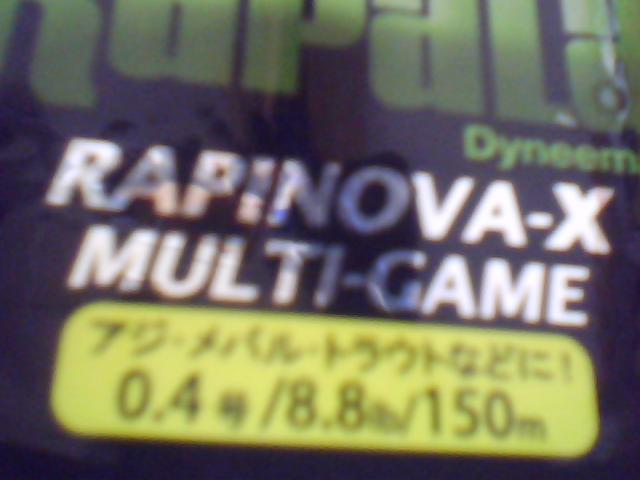 Rapala
Dyneem
RAPINOVA-X
MULTI-GAME
アジ・メバル・トラウトなどに!
0.4号/8.8lb/150m